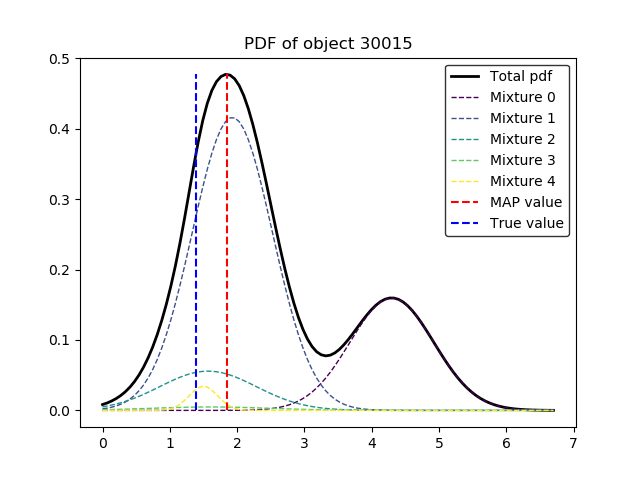 PDF of object 30015
0.5
0.4
0.3
0.2
0.1
0.0
0 1 2 3 4 5 6 7
Total pdf
Mixture 0
Mixture 1
Mixture 2
Mixture 3
Mixture 4
MAP value
True value